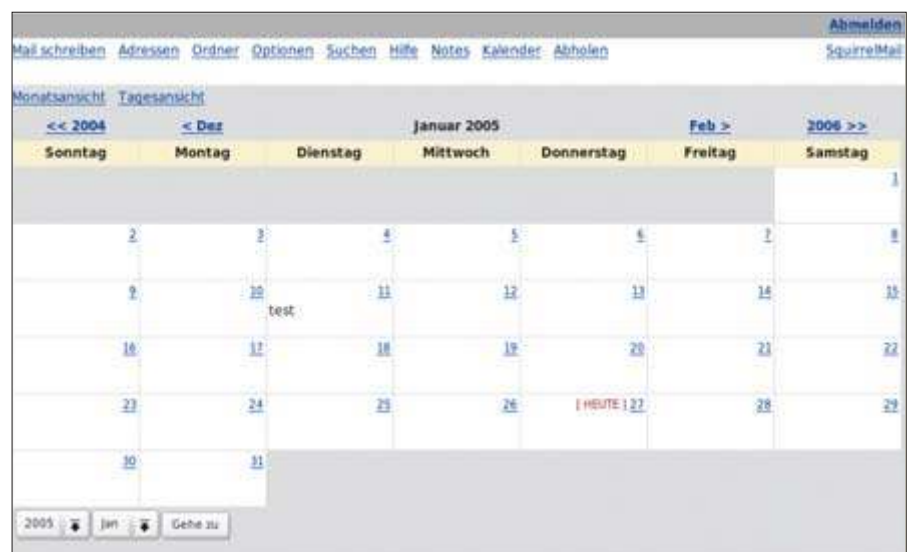 Abmelden
Mail schreiben Adressen Ordner Optionen Suchen Hilfe Notes Kalender Abholen SquirrelMail
Monatsansicht Tagesansicht
<< 2004 < Dez Januar 2005 Feb > 2006 >>
Sonntag Montag Dienstag Mittwoch Donnerstag Freitag Samstag
1
2 3 4 5 6 7 8
9 10 11 12 13 14 15
test
16 17 18 19 20 21 22
23 24 25 26 [ HEUTE ] 27 28 29
30 31
2005 Jan Gehe zu